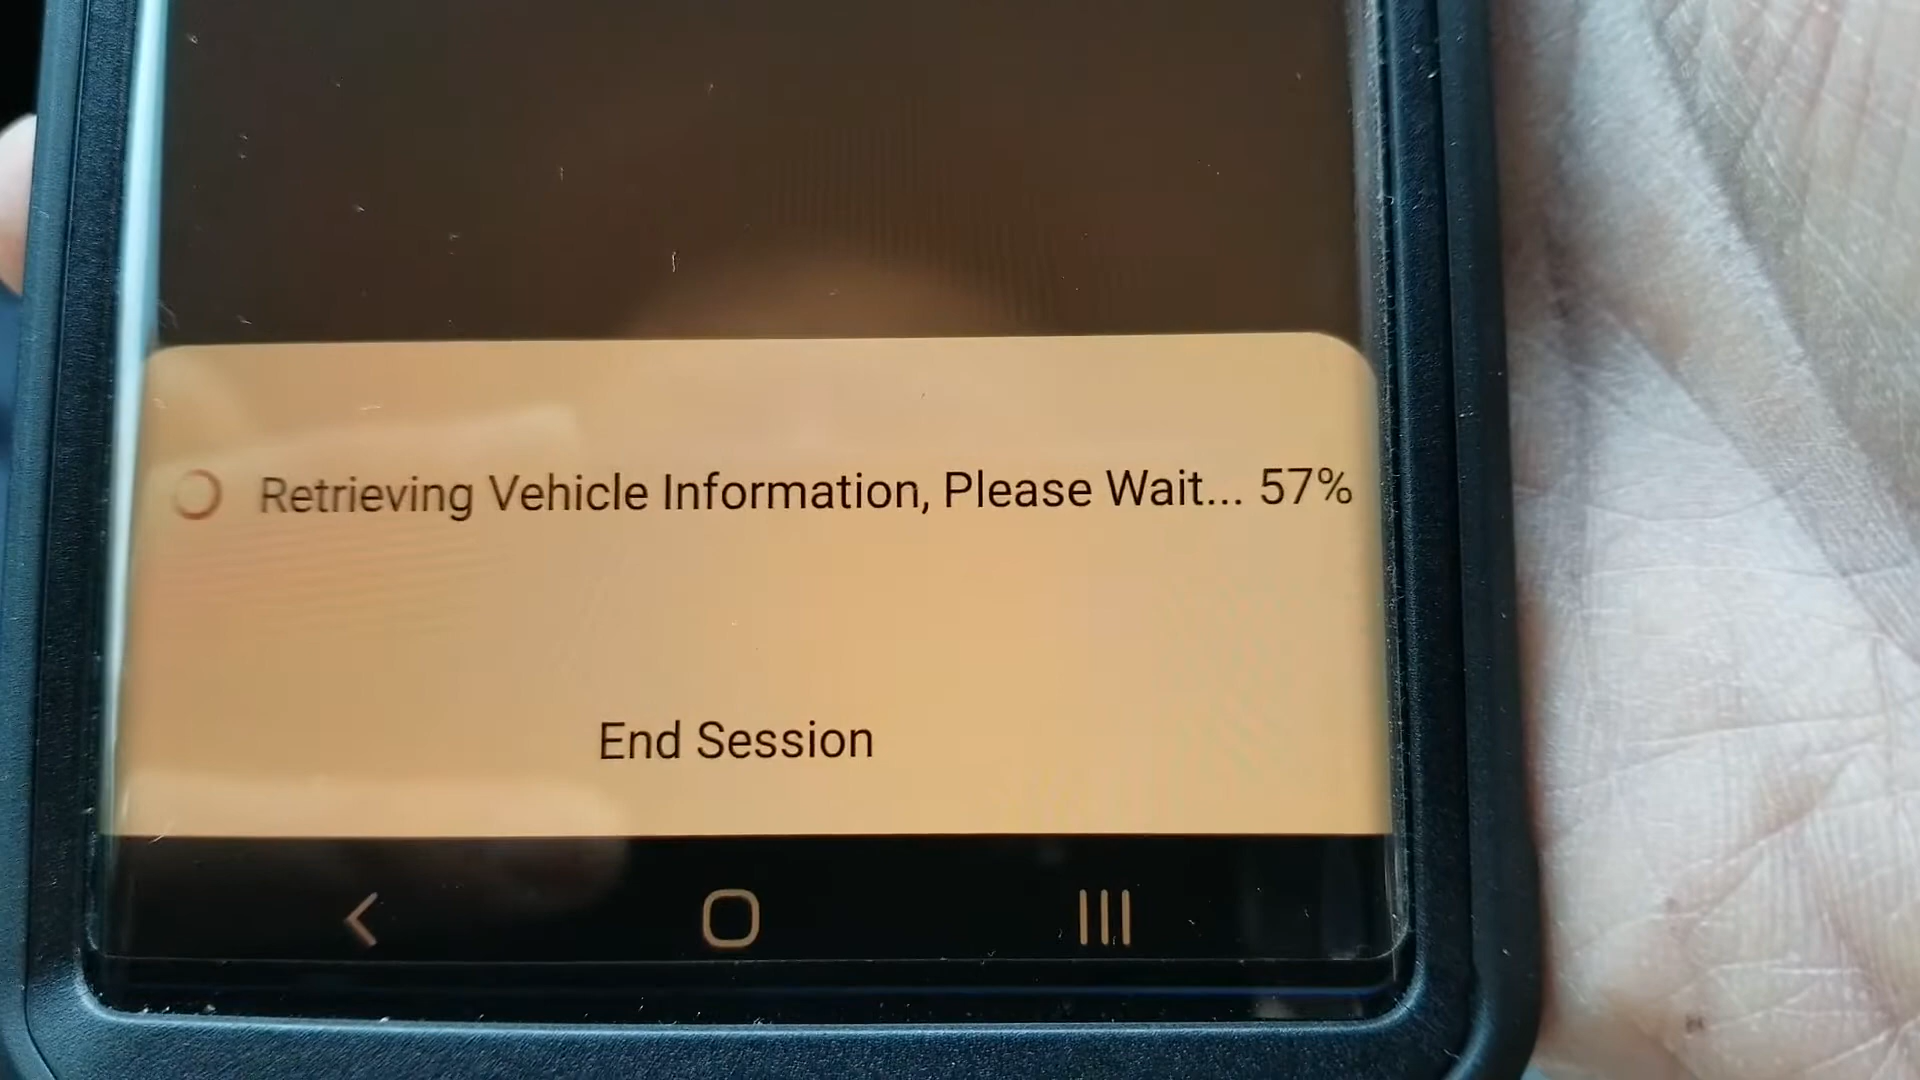 Retrieving Vehicle Information, Please Wait... 57%
End Session